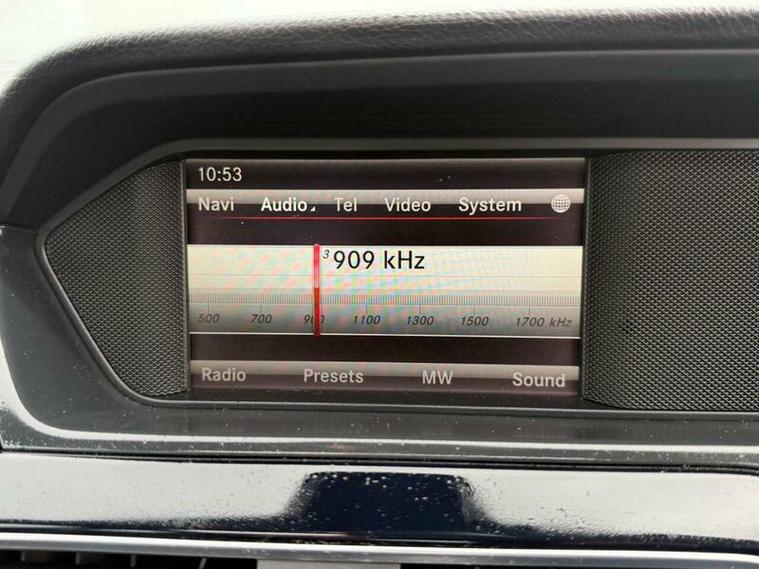 10:53
Navi Audio Tel Video System
3 909 kHz
500 700 900 1100 1300 1500 1700 kHz
Radio Presets MW Sound